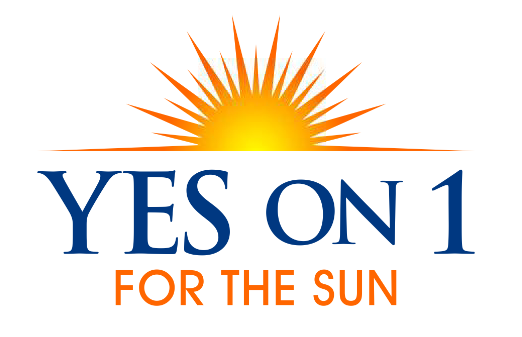 YES ON 1
FOR THE SUN